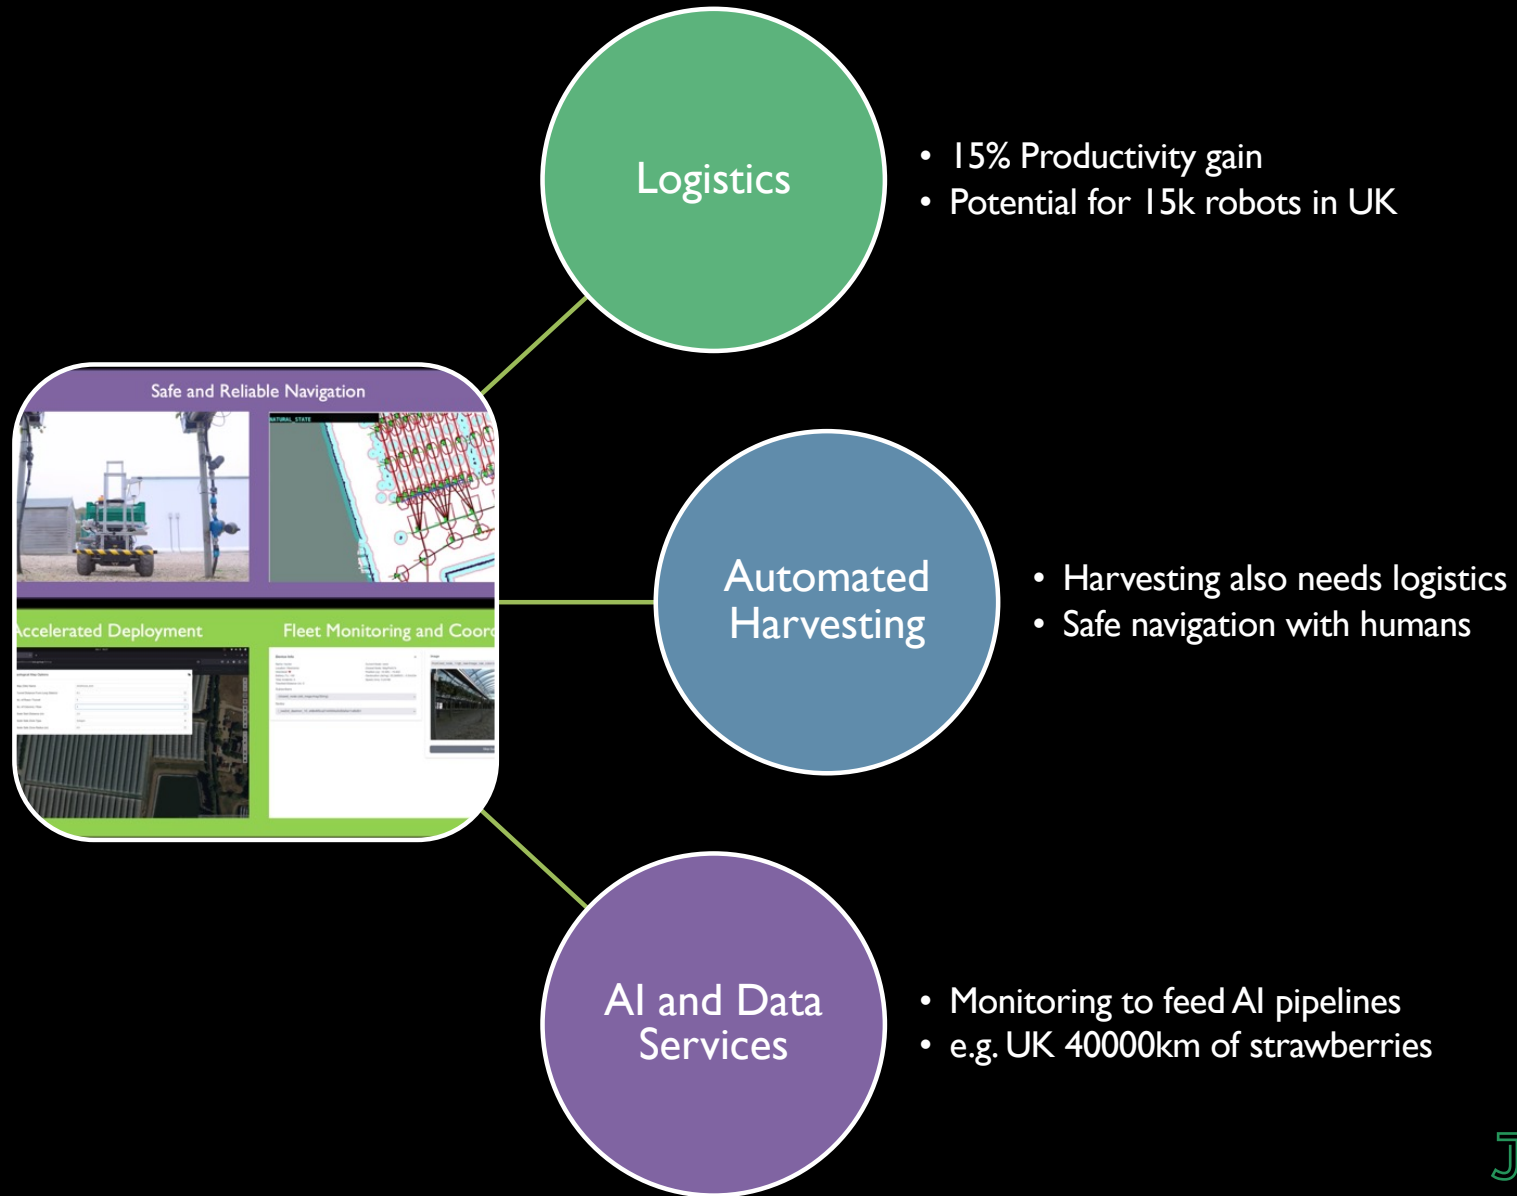 Logistics
• 15% Productivity gain
• Potential for 15k robots in UK
Safe and Reliable Navigation
NATURAL_STATE
Accelerated Deployment
Fleet Monitoring and Coor
Automated
Harvesting
• Harvesting also needs logistics
• Safe navigation with humans
AI and Data
Services
• Monitoring to feed AI pipelines
• e.g. UK 40000km of strawberries
J